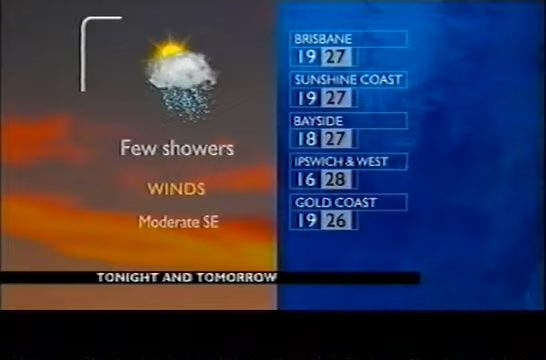 Few showers
WINDS
Moderate SE
BRISBANE
19 27
SUNSHINE COAST
19 27
BAYSIDE
18 27
IPSWICH & WEST
16 28
GOLD COAST
19 26
TONIGHT AND TOMORROW